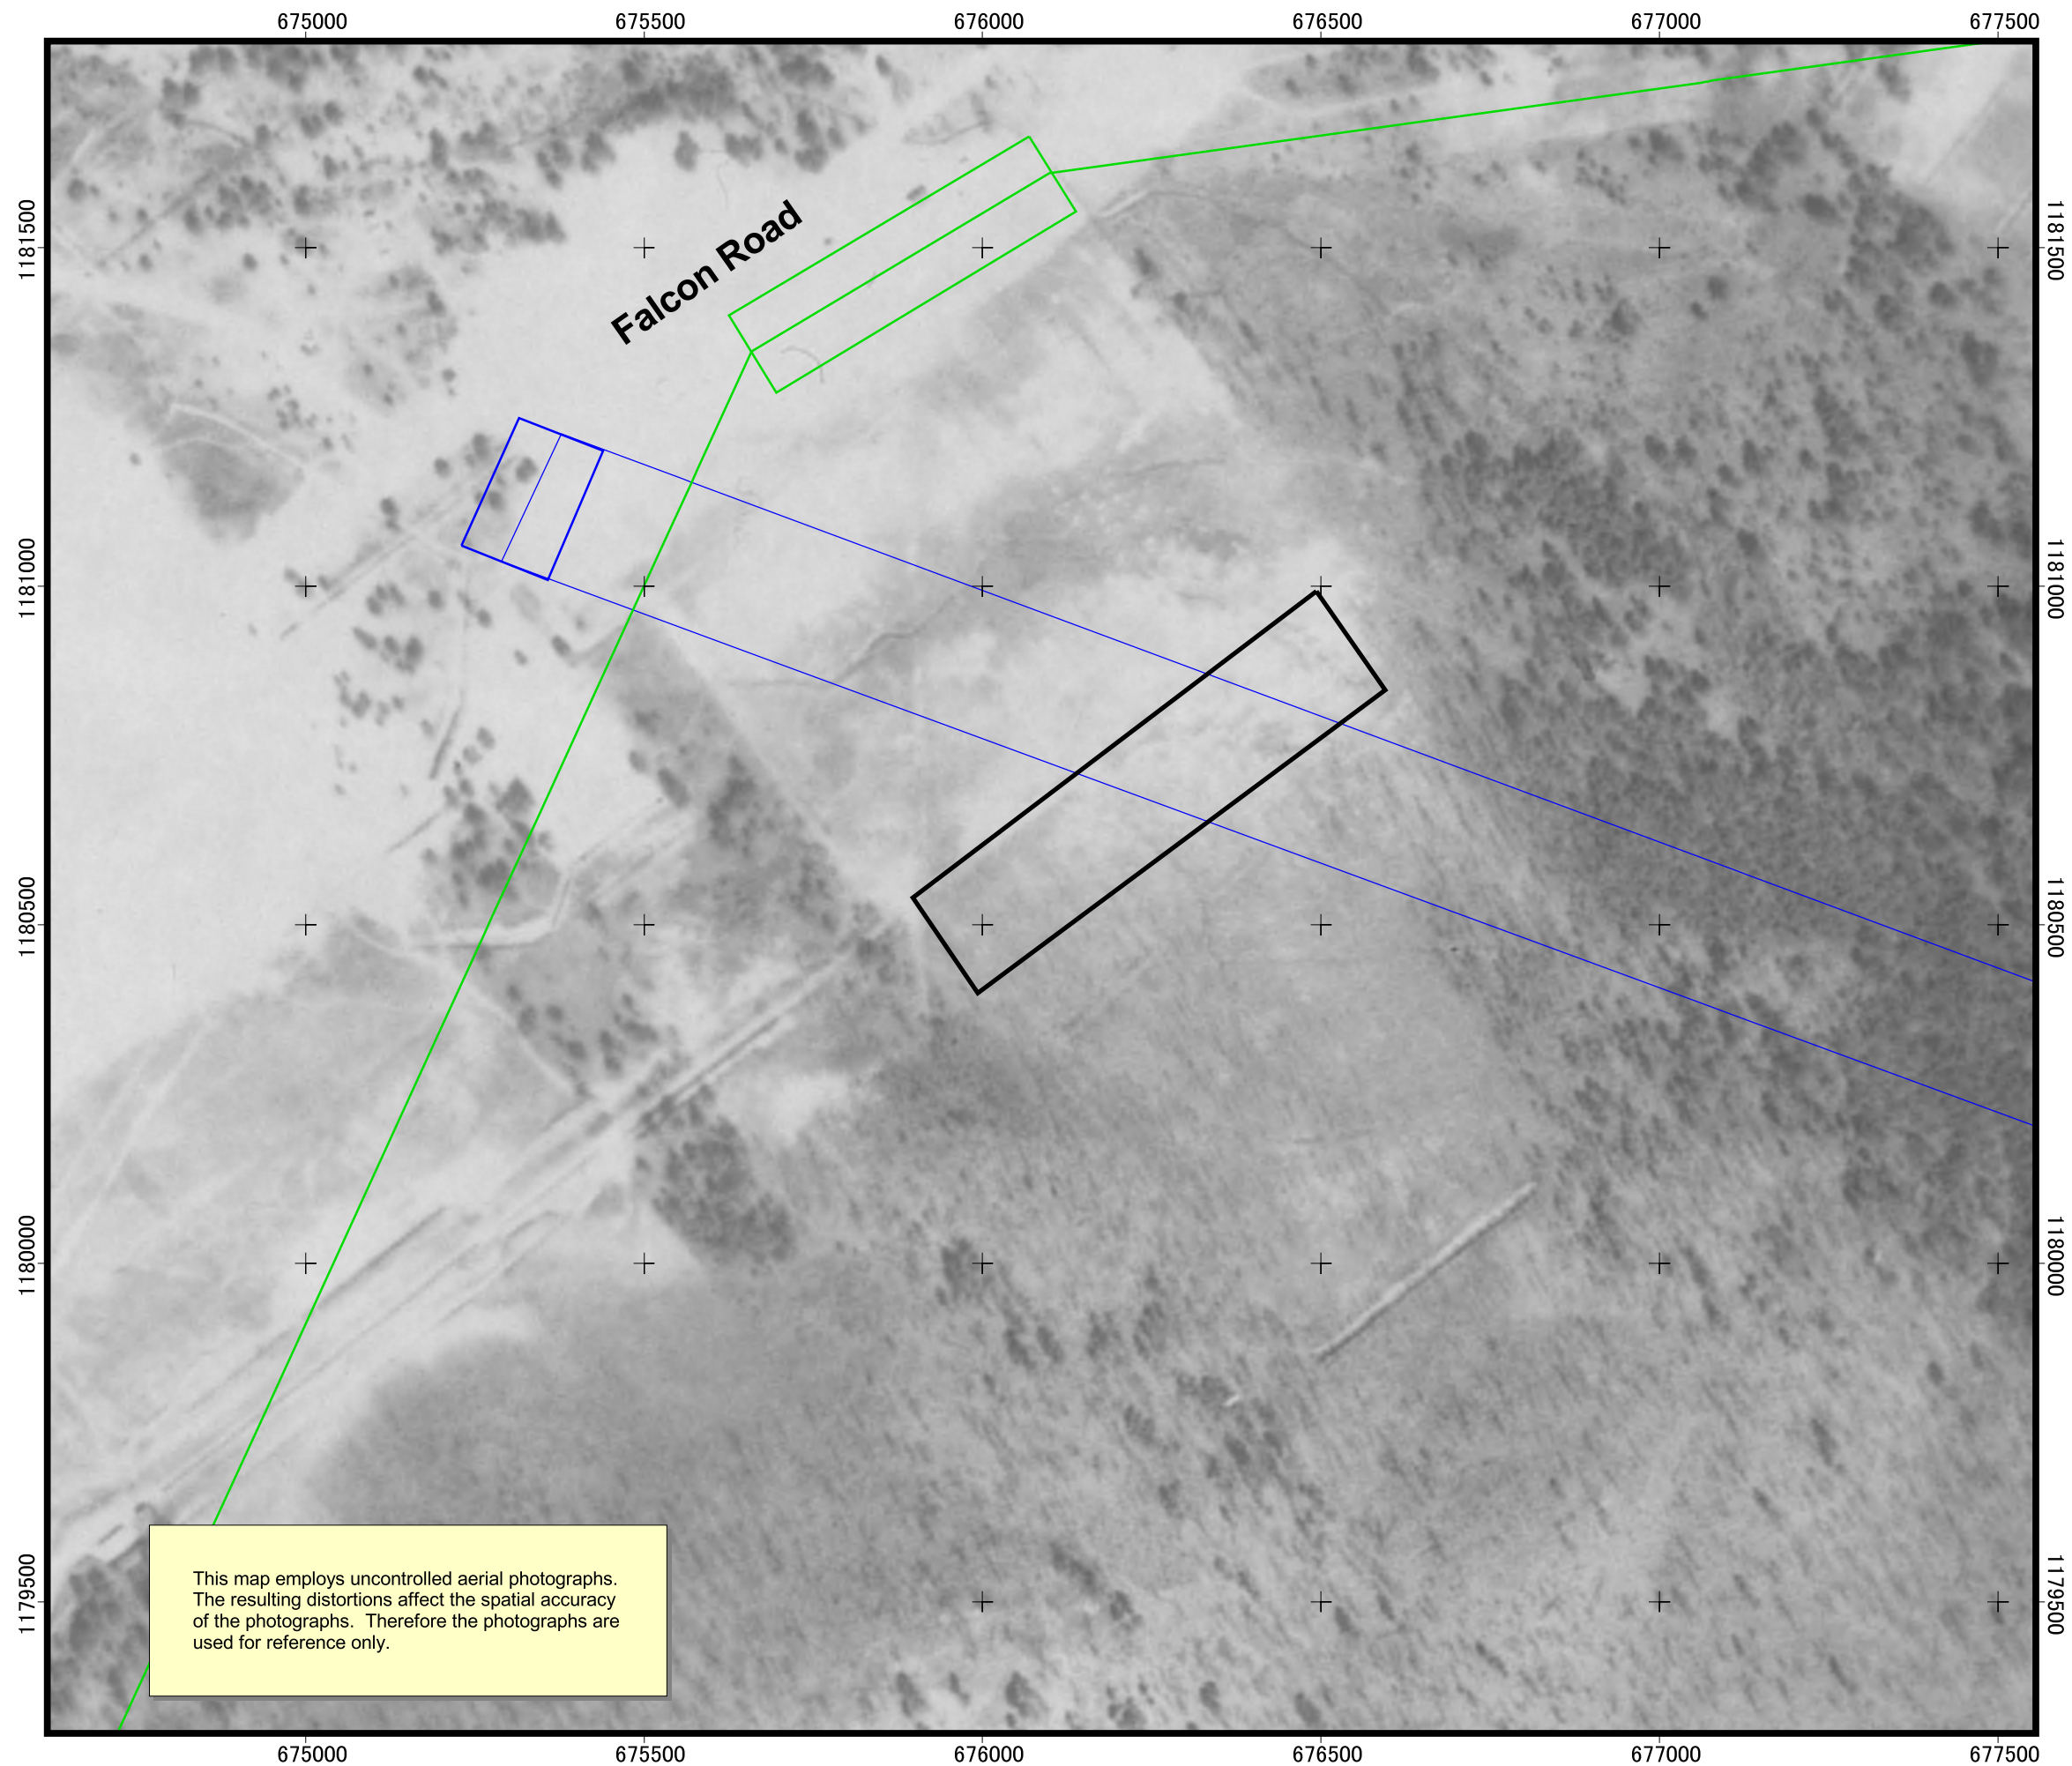 675000 675500 676000 676500 677000 677500
1181500 1181500
Falcon Road
1181000 1181000
1180500 1180500
1180000 1180000
1179500 1179500
This map employs uncontrolled aerial photographs.
The resulting distortions affect the spatial accuracy
of the photographs. Therefore the photographs are
used for reference only.
675000 675500 676000 676500 677000 677500